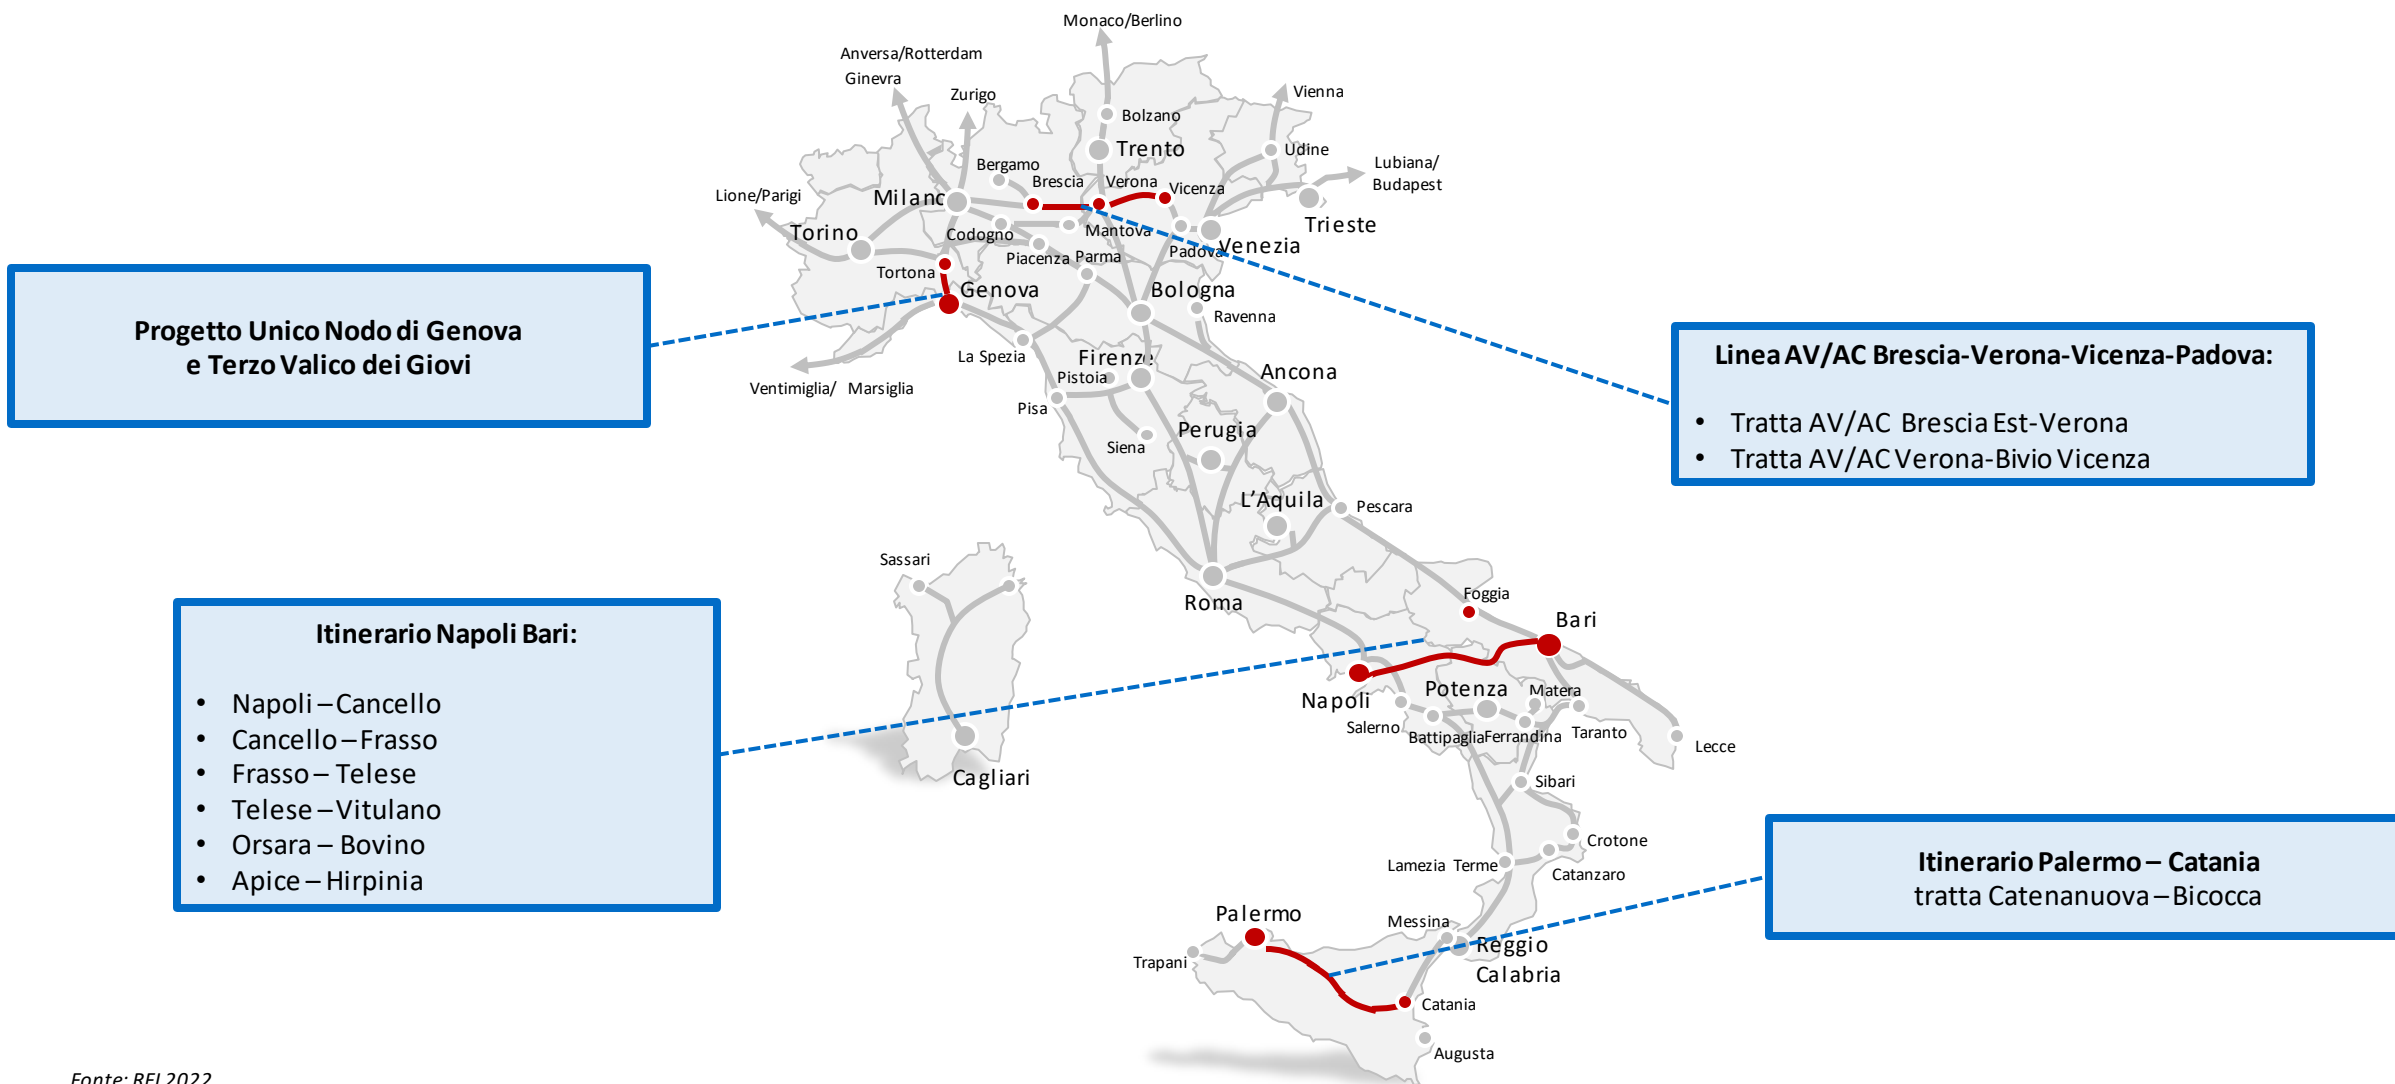 Monaco/Berlino
Anversa/Rotterdam
Ginevra
Zurigo
Vienna
Bolzano
Trento
Udine
Lubiana/
Budapest
Bergamo
Brescia
Verona
Vicenza
Lione/Parigi
Milano
Trieste
Torino
Codogno
Mantova
Padova
Venezia
Piacenza
Parma
Tortona
Genova
Bologna
Ravenna
La Spezia
Firenze
Pistoia
Ancona
Ventimiglia/ Marsiglia
Pisa
Perugia
Siena
L'Aquila
Pescara
Progetto Unico Nodo di Genova
e Terzo Valico dei Giovi
Linea AV/AC Brescia-Verona-Vicenza-Padova:
• Tratta AV/AC Brescia Est-Verona
• Tratta AV/AC Verona-Bivio Vicenza
Sassari
Roma
Foggia
Bari
Napoli
Potenza
Matera
Salerno
Battipaglia
Ferrandina
Taranto
Lecce
Cagliari
Sibari
Crotone
Lamezia Terme
Catanzaro
Palermo
Messina
Reggio
Calabria
Trapani
Catania
Augusta
Itinerario Napoli Bari:
• Napoli – Cancello
• Cancello – Frasso
• Frasso – Telese
• Telese – Vitulano
• Orsara – Bovino
• Apice – Hirpinia
Itinerario Palermo – Catania
tratta Catenanuova – Bicocca
Fonte: RFI 2022